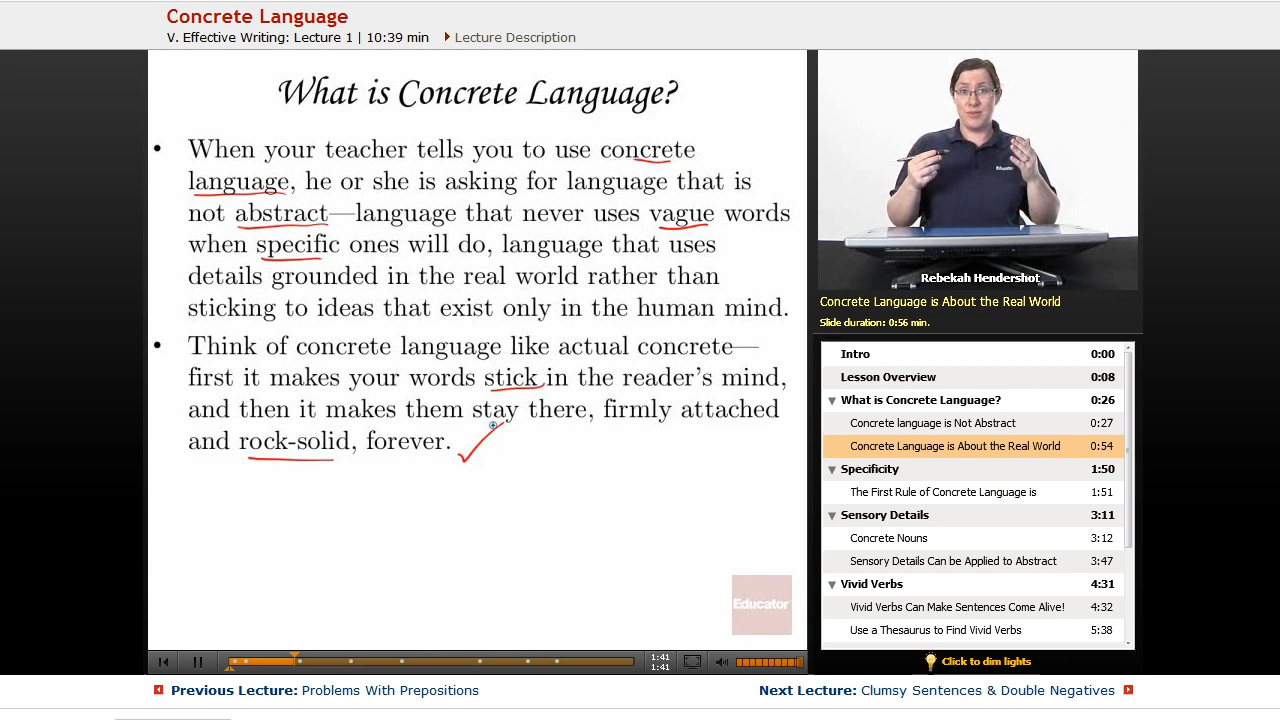 Concrete Language
V. Effective Writing: Lecture 1 | 10:39 min Lecture Description
What is Concrete Language?
• When your teacher tells you to use concrete
language, he or she is asking for language that is
not abstract—language that never uses vague words
when specific ones will do, language that uses
details grounded in the real world rather than
sticking to ideas that exist only in the human mind.
• Think of concrete language like actual concrete—
first it makes your words stick in the reader's mind,
and then it makes them stay there, firmly attached
and rock-solid, forever.
Educator
1:41
1:41
Educator
Rebekah Hendershot
Concrete Language is About the Real World
Slide duration: 0:56 min.
Intro 0:00
Lesson Overview 0:08
What is Concrete Language? 0:26
Concrete language is Not Abstract 0:27
Concrete Language is About the Real World 0:54
Specificity 1:50
The First Rule of Concrete Language is 1:51
Sensory Details 3:11
Concrete Nouns 3:12
Sensory Details Can be Applied to Abstract 3:47
Vivid Verbs 4:31
Vivid Verbs Can Make Sentences Come Alive! 4:32
Use a Thesaurus to Find Vivid Verbs 5:38
Click to dim lights
Previous Lecture: Problems With Prepositions
Next Lecture: Clumsy Sentences & Double Negatives